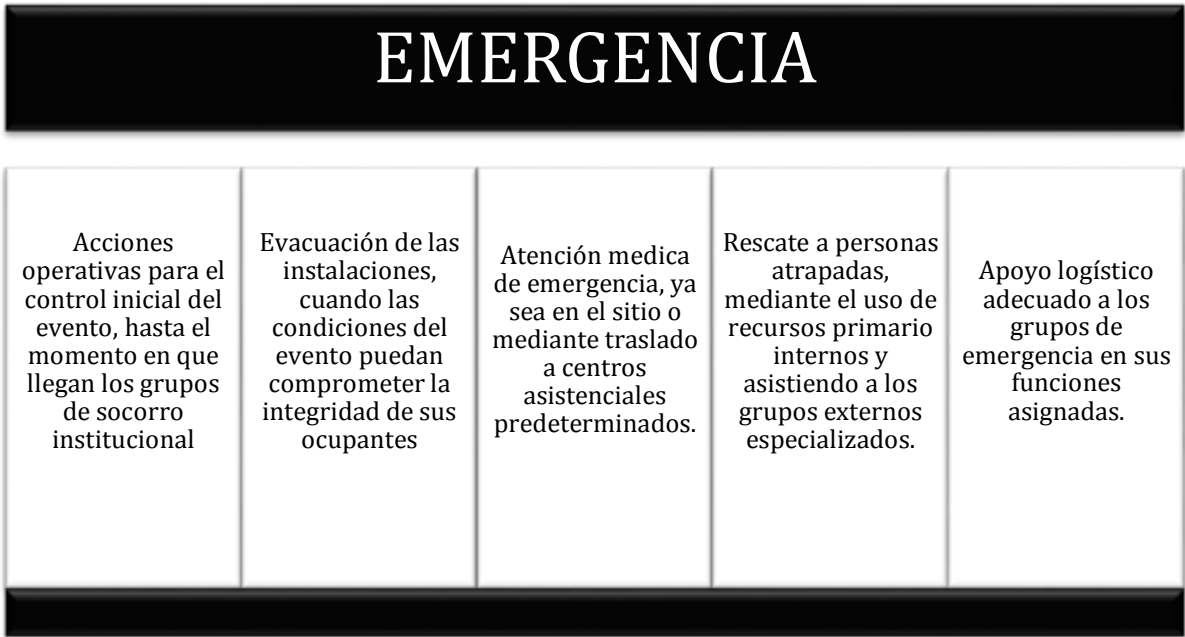 EMERGENCIA
Acciones
operativas para el
control inicial del
evento, hasta el
momento en que
llegan los grupos
de socorro
institucional
Evacuación de las
instalaciones,
cuando las
condiciones del
evento puedan
comprometer la
integridad de sus
ocupantes
Atención medica
de emergencia, ya
sea en el sitio o
mediante traslado
a centros
asistenciales
predeterminados.
Rescate a personas
atrapadas,
mediante el uso de
recursos primario
internos y
asistiendo a los
grupos externos
especializados.
Apoyo logístico
adecuado a los
grupos de
emergencia en sus
funciones
asignadas.